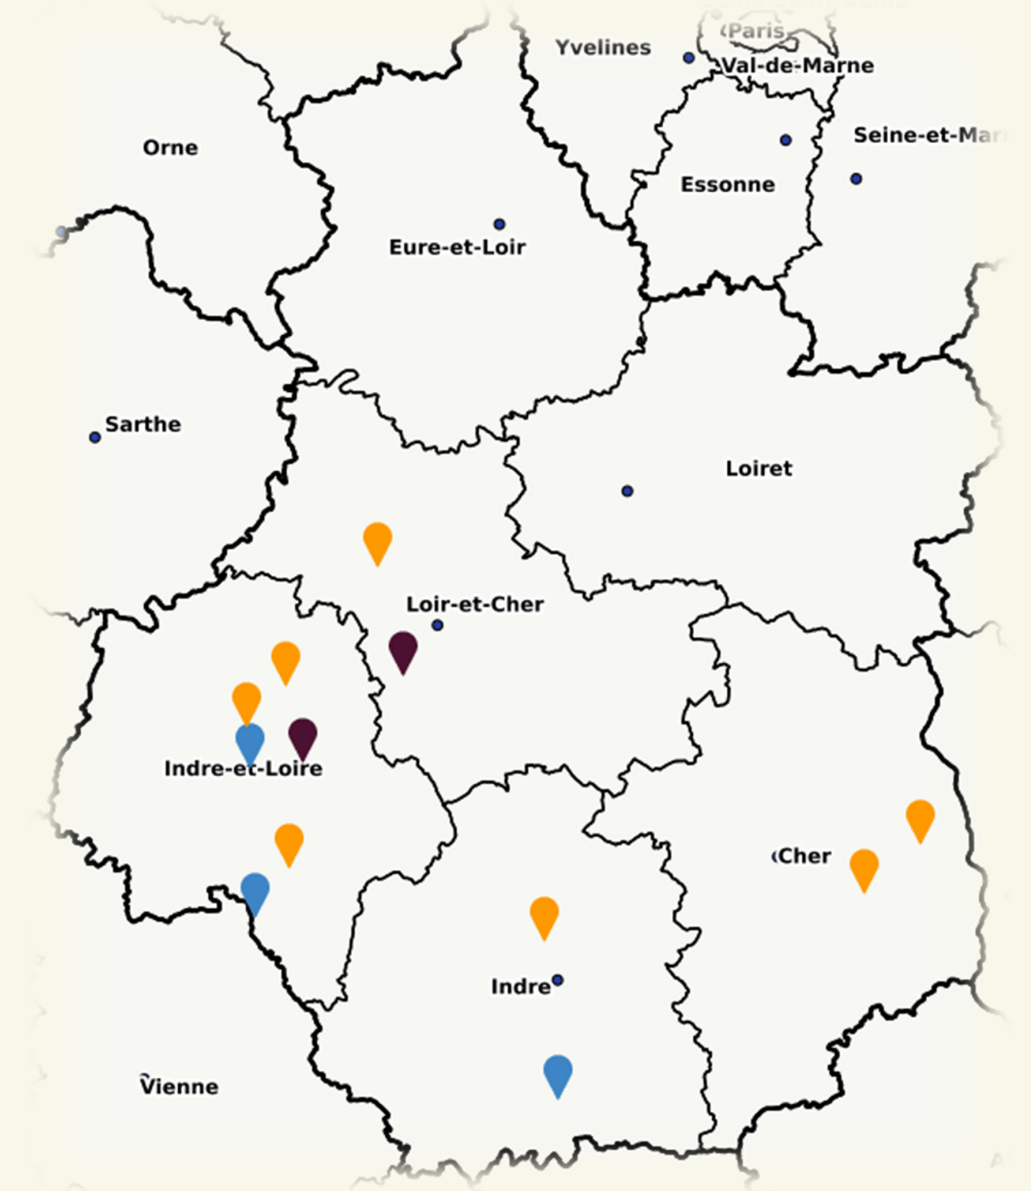 Paris
Yvelines
Val-de-Marne
Seine-et-Mar
Orne
Essonne
Eure-et-Loir
Sarthe
Loiret
Loir-et-Cher
Indre-et-Loire
Cher
Indre
Vienne